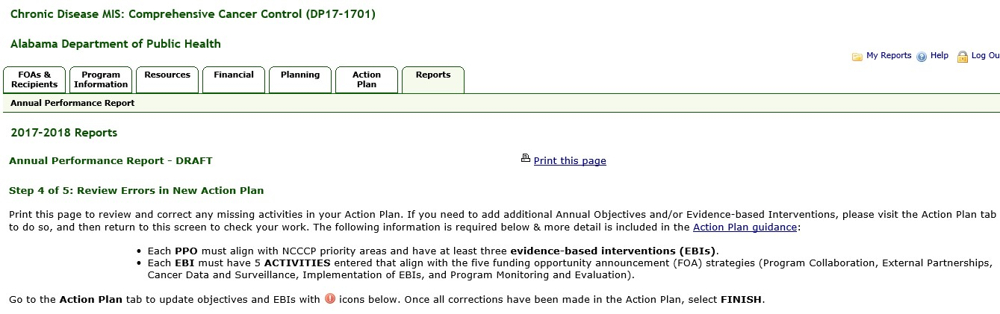 Chronic Disease MIS: Comprehensive Cancer Control (DP17-1701)
Alabama Department of Public Health
My Reports Help Log Ou
FOAs & Recipients Program Information Resources Financial Planning Action Plan Reports
Annual Performance Report
2017-2018 Reports
Annual Performance Report - DRAFT Print this page
Step 4 of 5: Review Errors in New Action Plan
Print this page to review and correct any missing activities in your Action Plan. If you need to add additional Annual Objectives and/or Evidence-based Interventions, please visit the Action Plan tab
to do so, and then return to this screen to check your work. The following information is required below & more detail is included in the Action Plan guidance:
• Each PPO must align with NCCCP priority areas and have at least three evidence-based interventions (EBIs).
• Each EBI must have 5 ACTIVITIES entered that align with the five funding opportunity announcement (FOA) strategies (Program Collaboration, External Partnerships,
Cancer Data and Surveillance, Implementation of EBIs, and Program Monitoring and Evaluation).
Go to the Action Plan tab to update objectives and EBIs with icons below. Once all corrections have been made in the Action Plan, select FINISH.